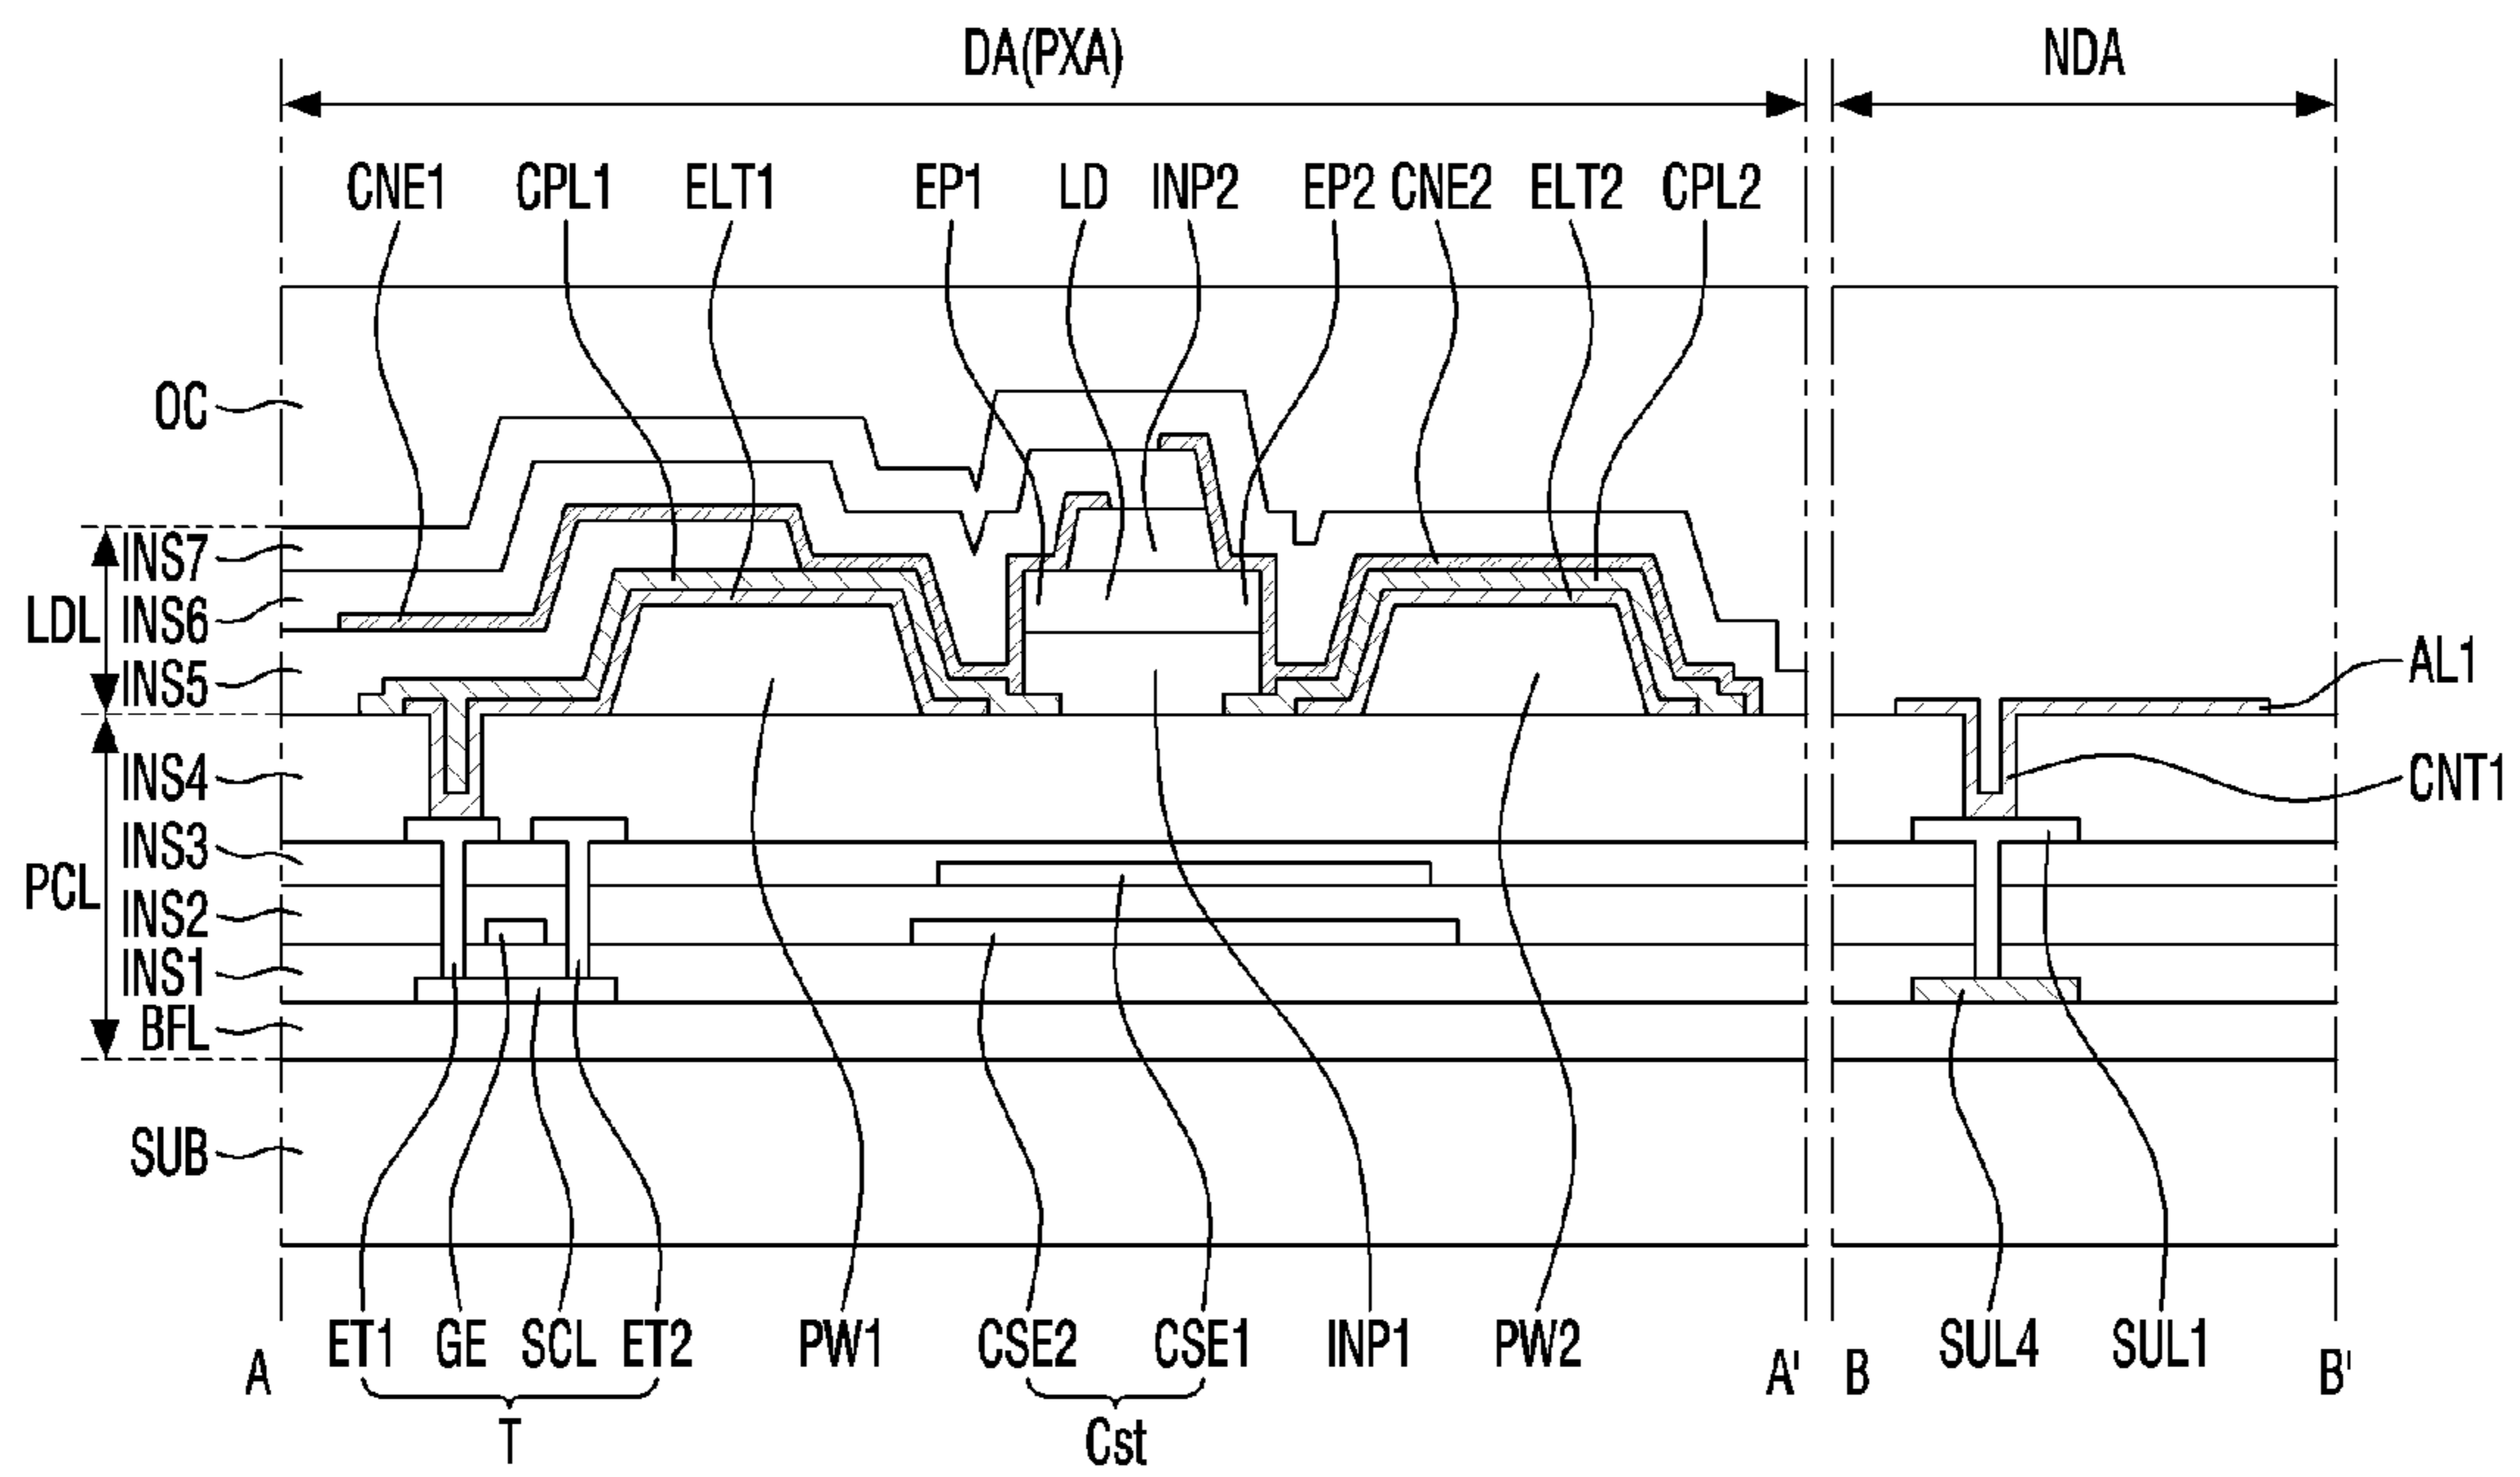 DA(PXA) NDA
CNE1 CPL1 ELT1 EP1 LD INP2 EP2 CNE2 ELT2 CPL2
OC
INS7
LDL INS6
INS5
AL1
INS4
CNT1
INS3
PCL
INS2
INS1
BFL
SUB
ET1 GE SCL ET2 PW1 CSE2 CSE1 INP1 PW2 SUL4 SUL1
A A' B B'
T Cst